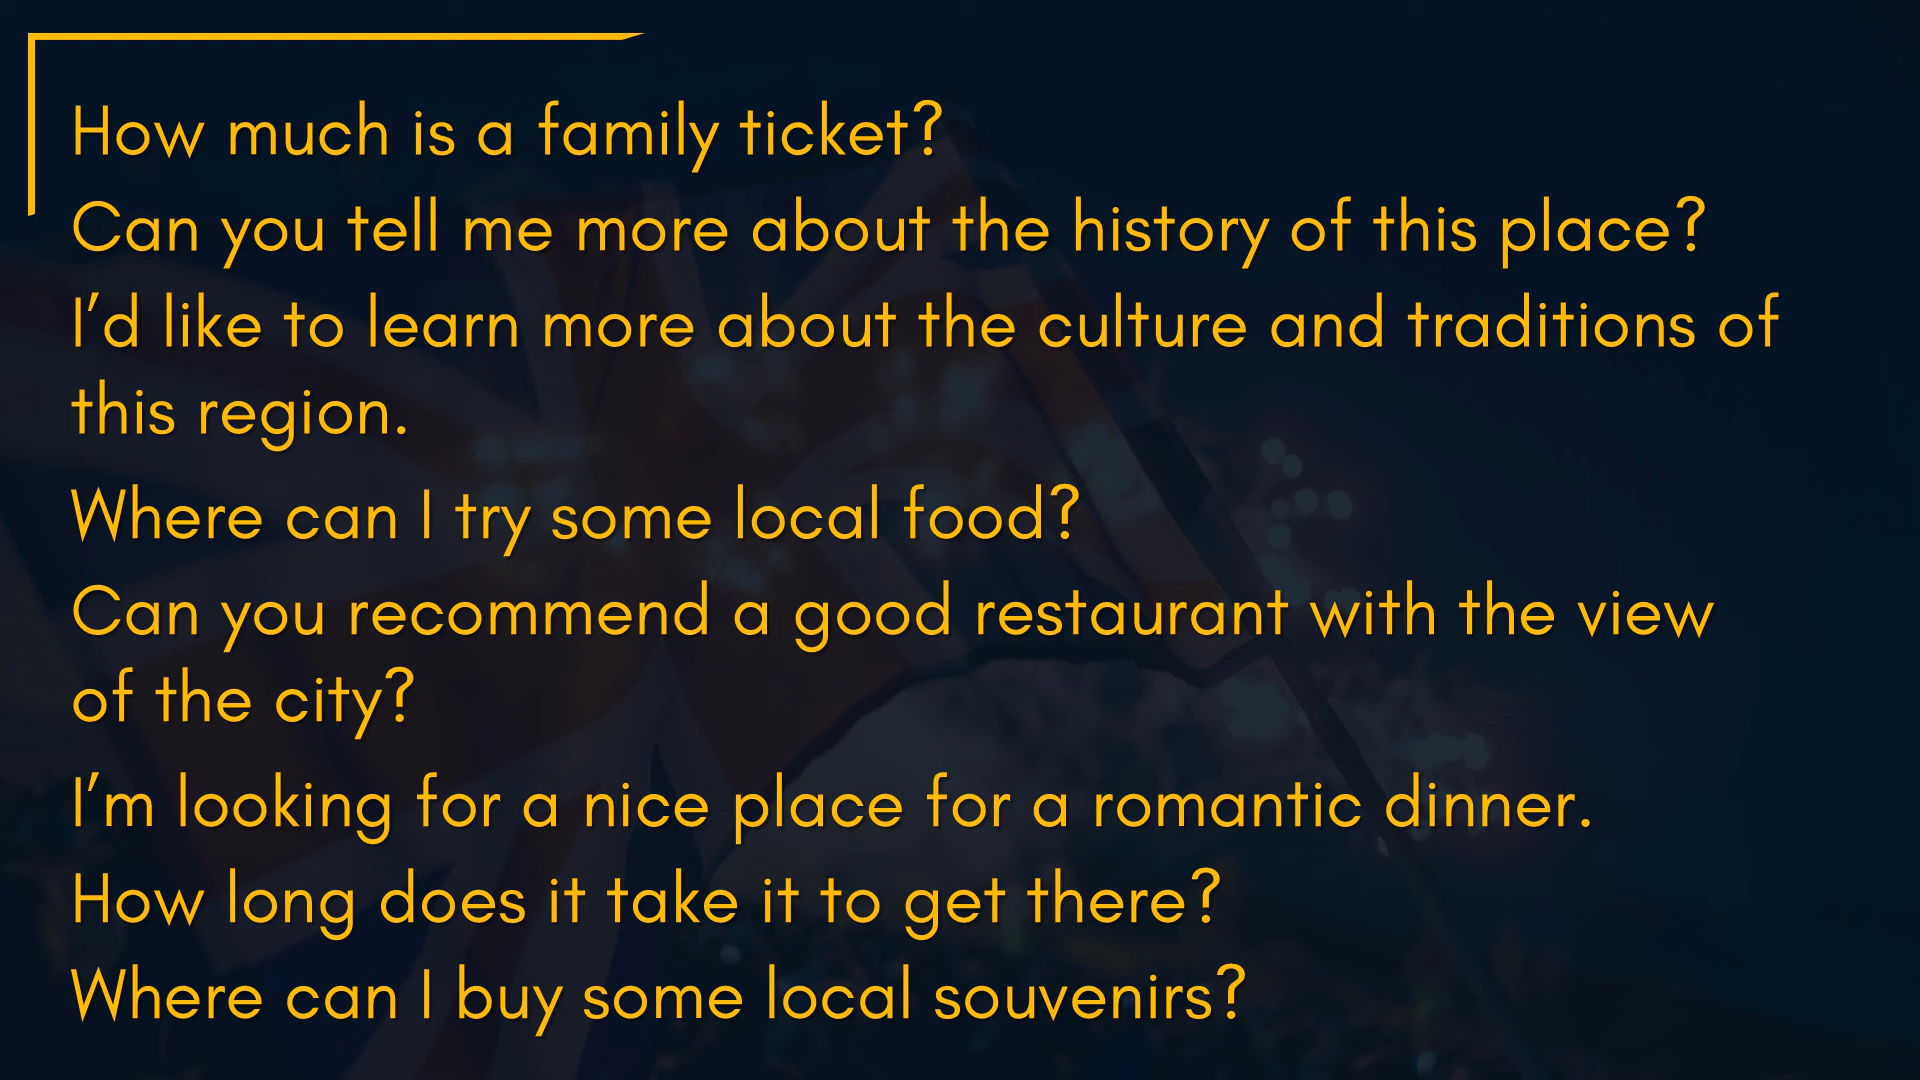 How much is a family ticket?
Can you tell me more about the history of this place?
I’d like to learn more about the culture and traditions of
this region.
Where can I try some local food?
Can you recommend a good restaurant with the view
of the city?
I’m looking for a nice place for a romantic dinner.
How long does it take it to get there?
Where can I buy some local souvenirs?